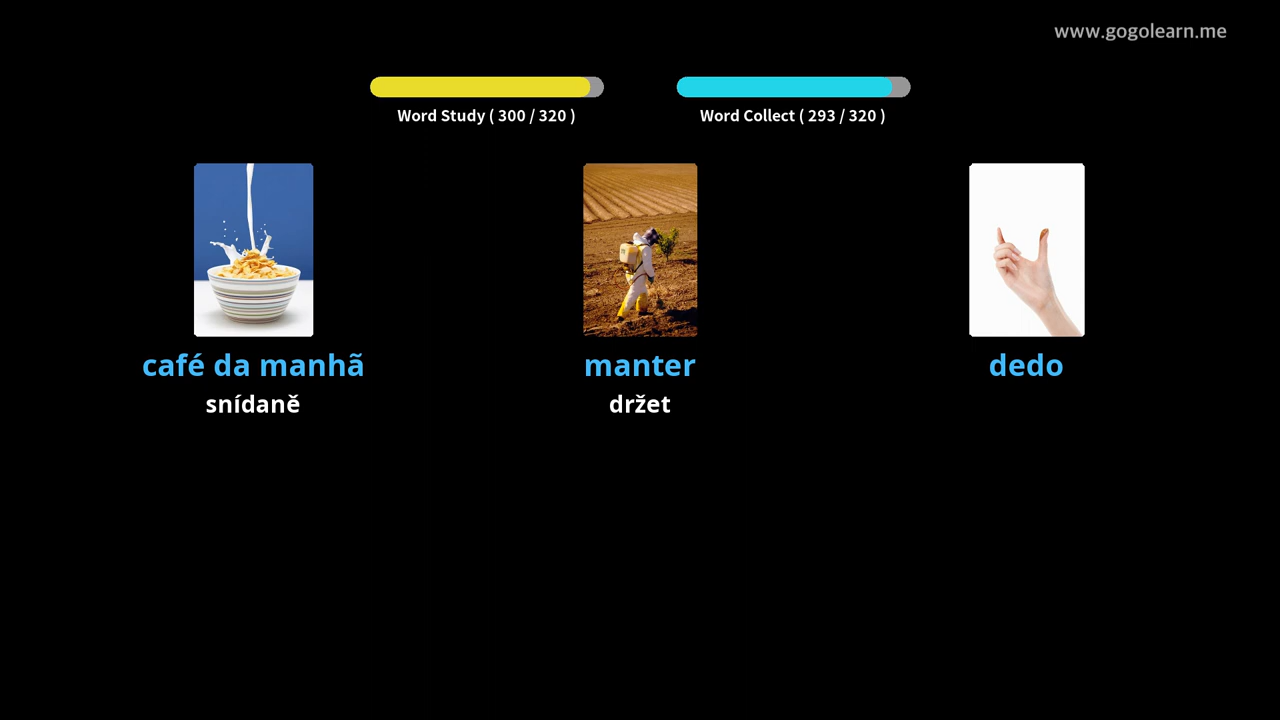 www.gogolearn.me
Word Study ( 300 / 320 )
Word Collect ( 293 / 320 )
café da manhã
snídaně
manter
držet
dedo